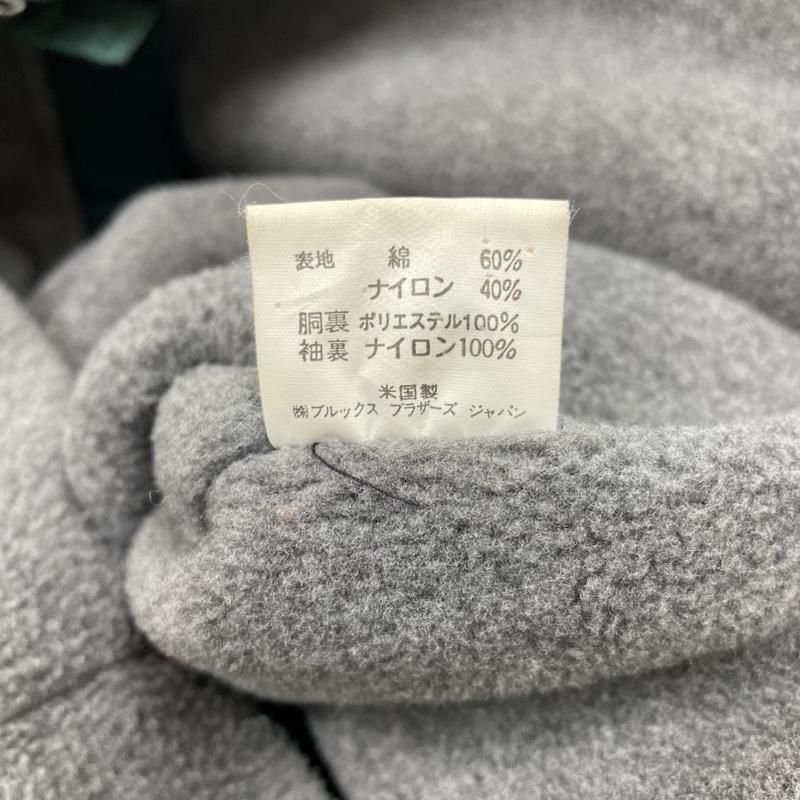 表地 綿 60%
ナイロン 40%
胴裏 ポリエステル100%
袖裏 ナイロン100%
米国製
㈱ブルックス ブラザーズ ジャパン